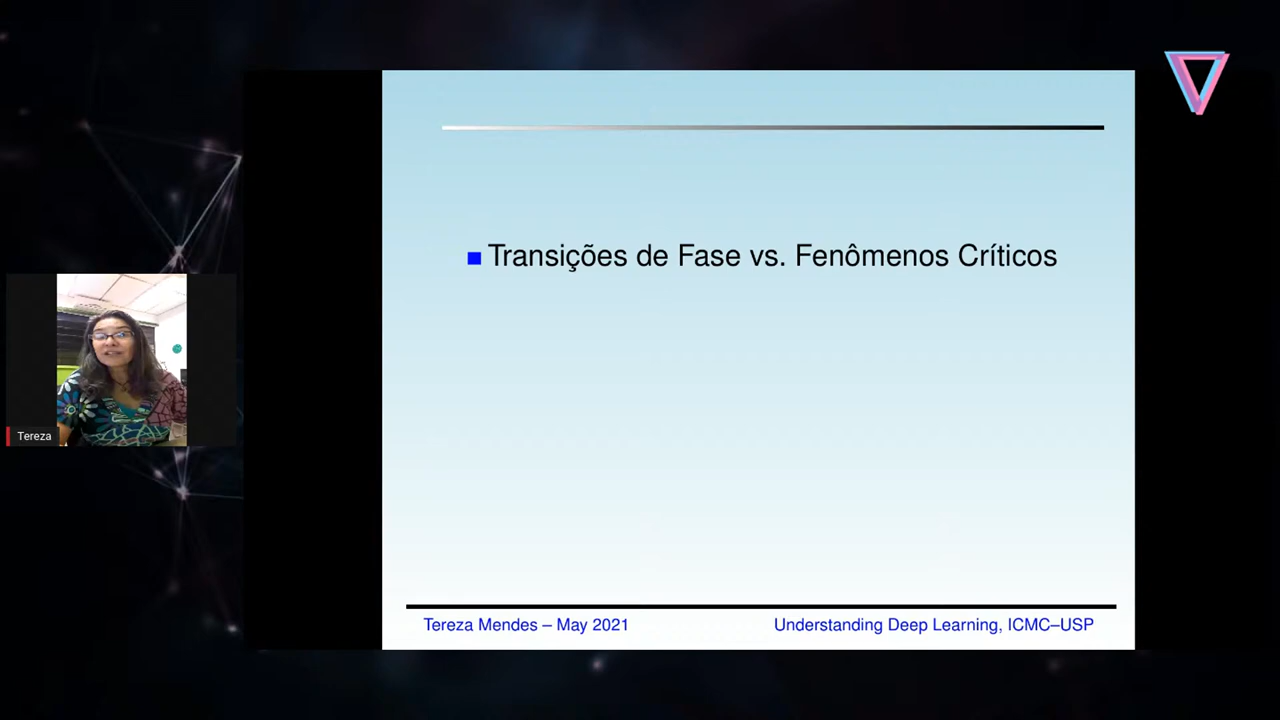 Transições de Fase vs. Fenômenos Críticos
Tereza
Tereza Mendes – May 2021
Understanding Deep Learning, ICMC–USP